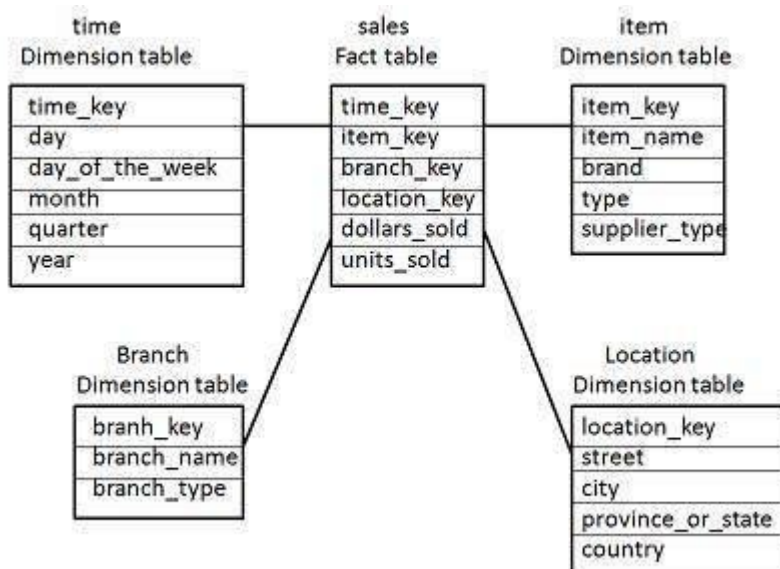 time
Dimension table
time_key
day
day_of_the_week
month
quarter
year
sales
Fact table
time_key
item_key
branch_key
location_key
dollars_sold
units_sold
item
Dimension table
item_key
item_name
brand
type
supplier_type
Branch
Dimension table
branh_key
branch_name
branch_type
Location
Dimension table
location_key
street
city
province_or_state
country